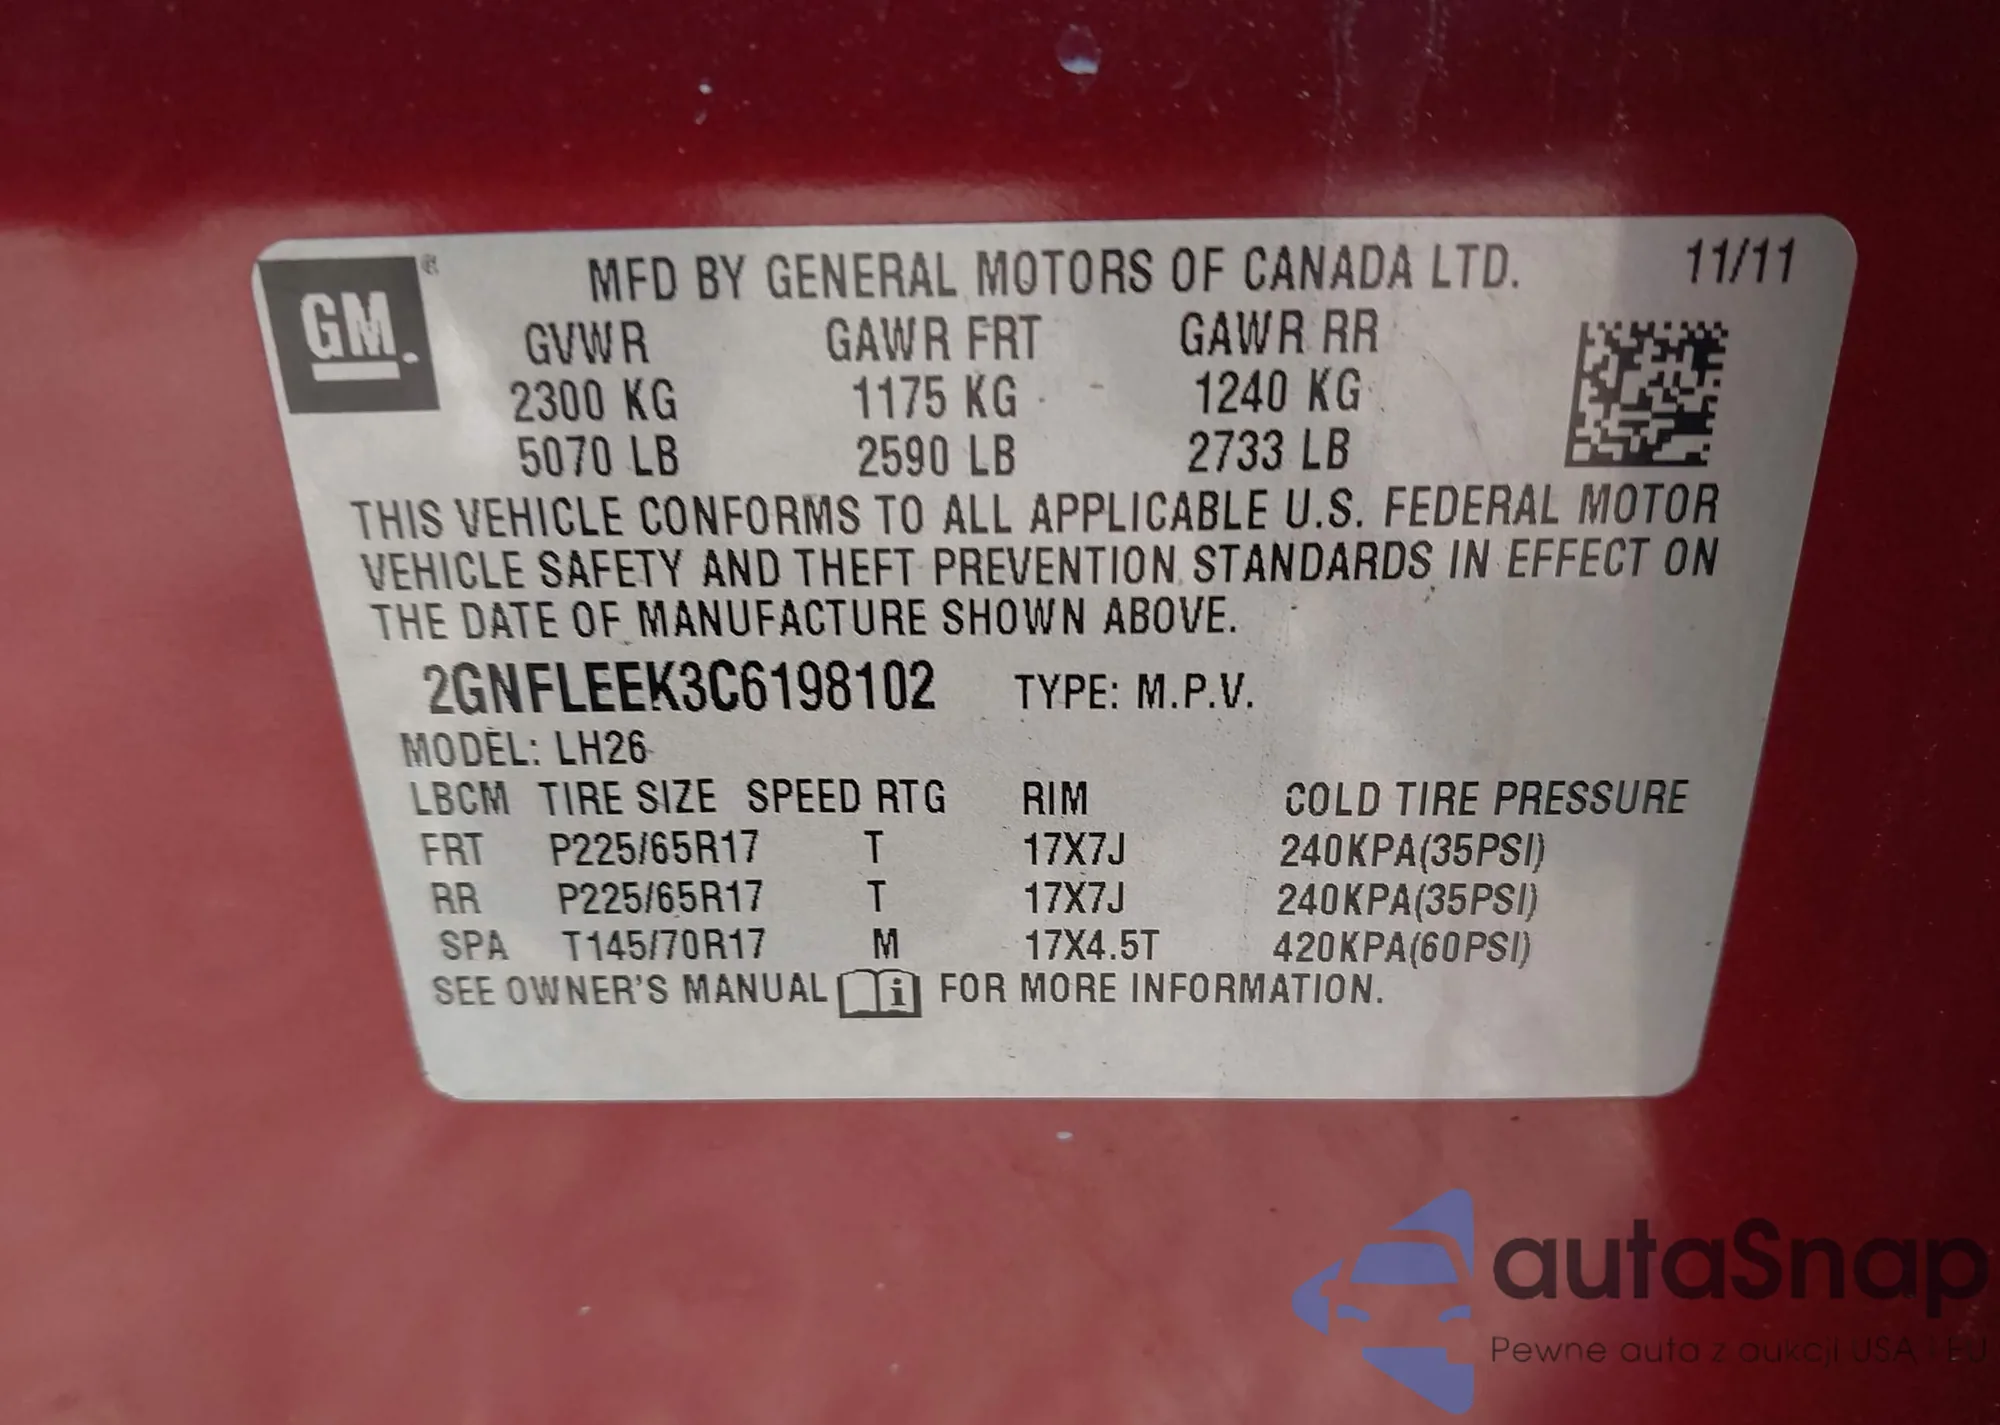 GM
®
MFD BY GENERAL MOTORS OF CANADA LTD. 11/11
GVWR GAWR FRT GAWR RR
2300 KG 1175 KG 1240 KG
5070 LB 2590 LB 2733 LB
THIS VEHICLE CONFORMS TO ALL APPLICABLE U.S. FEDERAL MOTOR
VEHICLE SAFETY AND THEFT PREVENTION STANDARDS IN EFFECT ON
THE DATE OF MANUFACTURE SHOWN ABOVE.
2GNFLEEK3C6198102 TYPE: M.P.V.
MODEL: LH26
LBCM TIRE SIZE SPEED RTG RIM COLD TIRE PRESSURE
FRT P225/65R17 T 17X7J 240KPA(35PSI)
RR P225/65R17 T 17X7J 240KPA(35PSI)
SPA T145/70R17 M 17X4.5T 420KPA(60PSI)
SEE OWNER'S MANUAL i FOR MORE INFORMATION.
autaSnap
Pewne auta z aukcji USA i EU